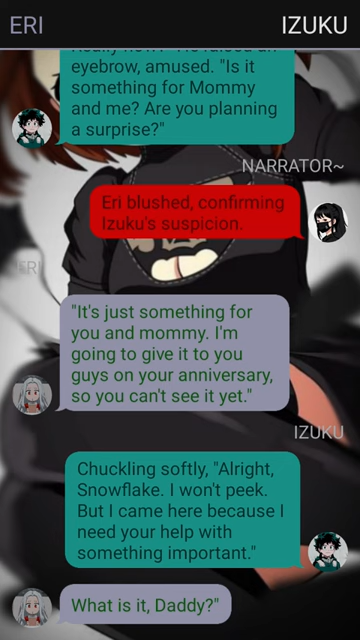 ERI
IZUKU
eyebrow, amused. "Is it
something for Mommy
and me? Are you planning
a surprise?"
NARRATOR~
Eri blushed, confirming
Izuku's suspicion.
ERI
"It's just something for
you and mommy. I'm
going to give it to you
guys on your anniversary,
so you can't see it yet."
IZUKU
Chuckling softly, "Alright,
Snowflake. I won't peek.
But I came here because I
need your help with
something important."
What is it, Daddy?"